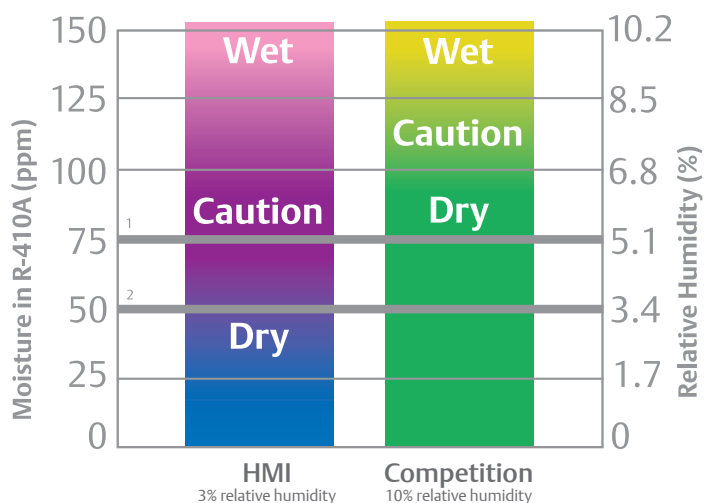 Moisture in R-410A (ppm)
150
125
100
75
50
25
0
1
2
Wet
Caution
Dry
Wet
Caution
Dry
10.2
8.5
6.8
5.1
3.4
1.7
0
Relative Humidity (%)
HMI
3% relative humidity
Competition
10% relative humidity